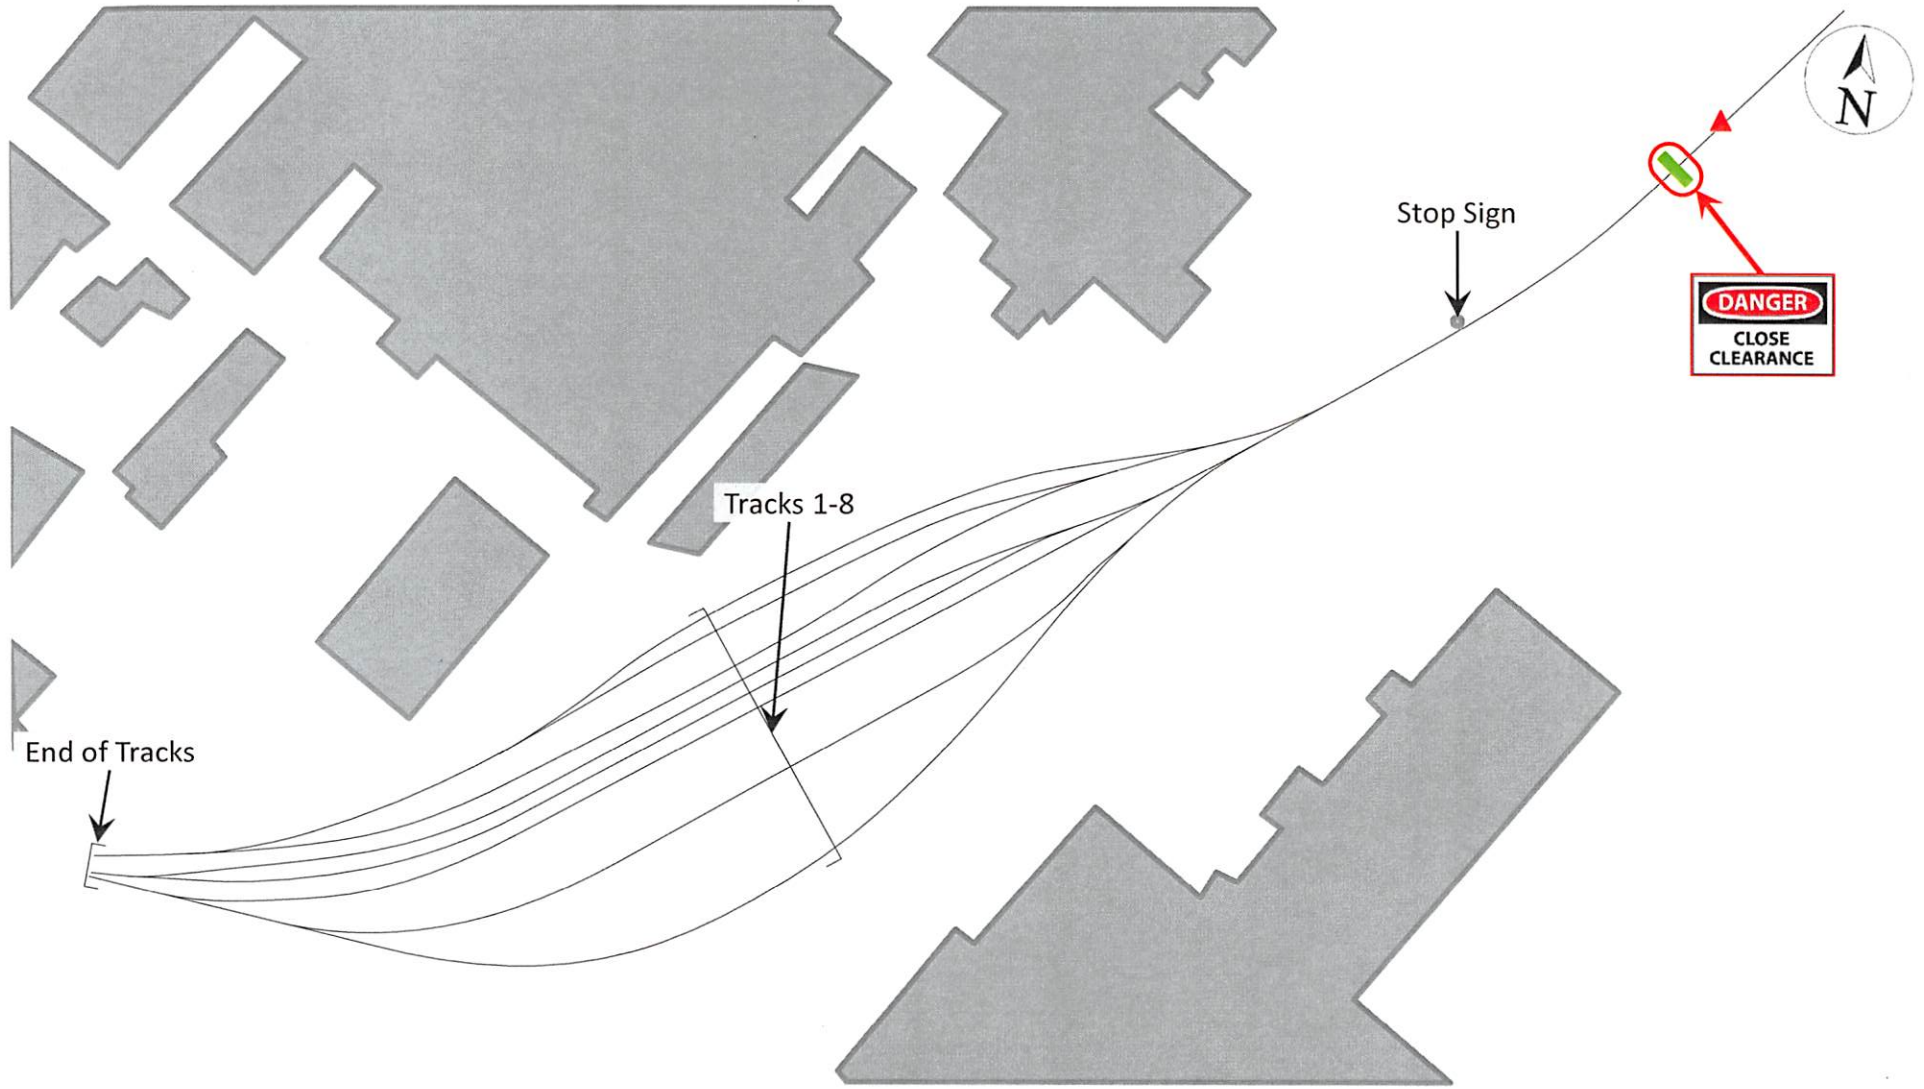 N
Stop Sign
DANGER
CLOSE
CLEARANCE
Tracks 1-8
End of Tracks